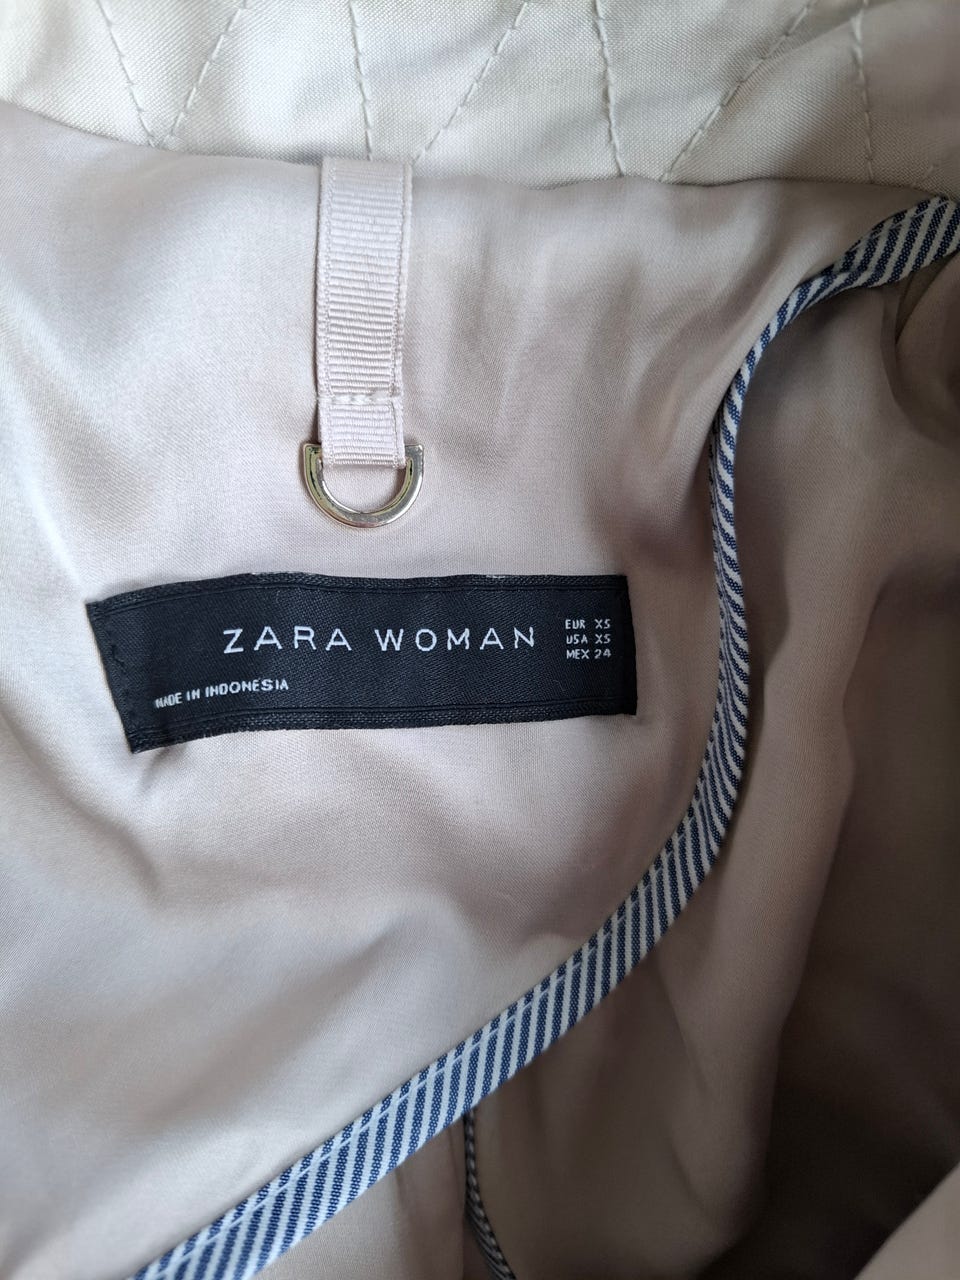 ZARA WOMAN
EUR XS
USA XS
MEX 24
MADE IN INDONESIA